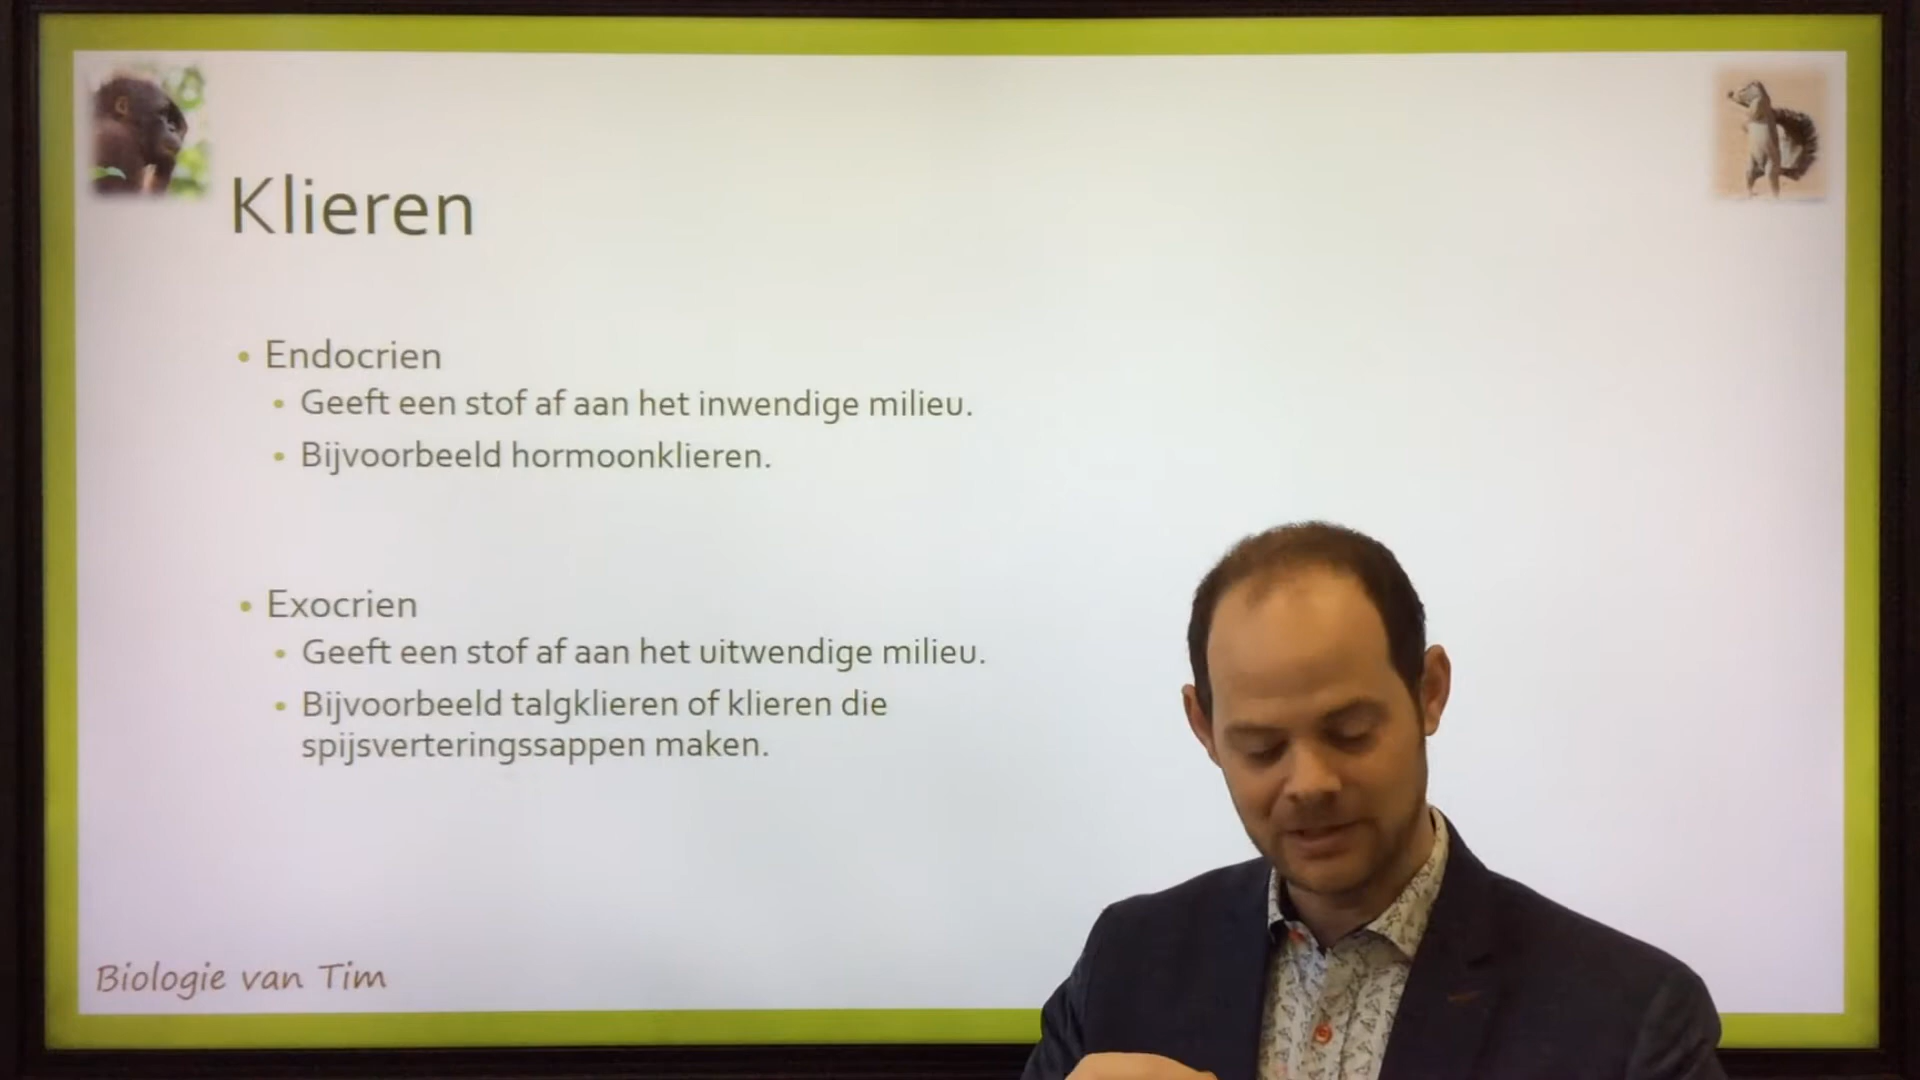 Klieren
• Endocrien
• Geeft een stof af aan het inwendige milieu.
• Bijvoorbeeld hormoonklieren.
• Exocrien
• Geeft een stof af aan het uitwendige milieu.
• Bijvoorbeeld talgklieren of klieren die
spijsverteringssappen maken.
Biologie van Tim